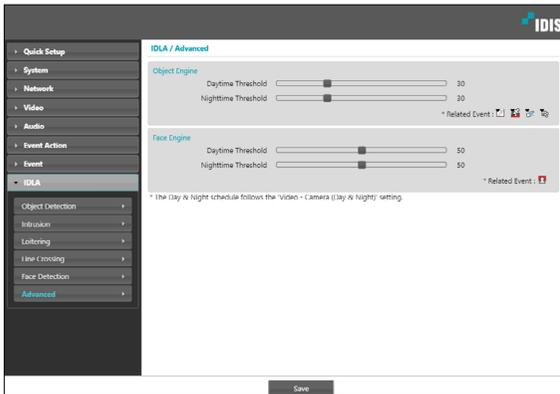 IDIS
Quick Setup
System
Network
Video
Audio
Event Action
Event
IDLA
Object Detection
Intrusion
Loitering
Line Crossing
Face Detection
Advanced
IDLA / Advanced
Object Engine
Daytime Threshold 30
Nighttime Threshold 30
* Related Event :
Face Engine
Daytime Threshold 50
Nighttime Threshold 50
* Related Event :
* The Day & Night schedule follows the 'Video - Camera (Day & Night)' setting.
Save